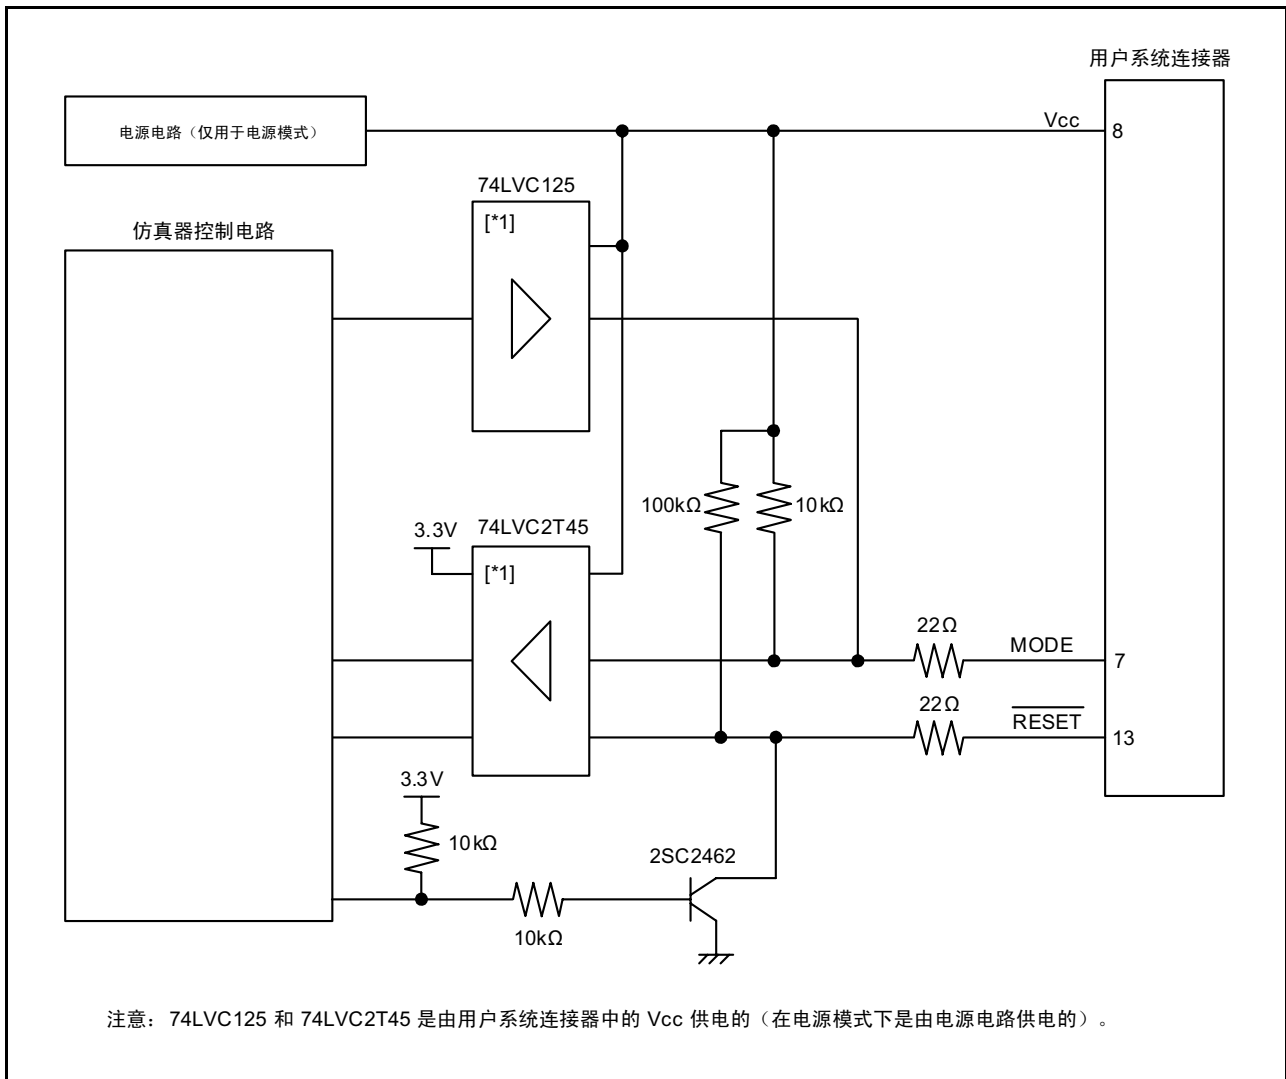 用户系统连接器
电源电路（仅用于电源模式）
Vcc
8
74LVC125
[*1]
仿真器控制电路
100kΩ
10kΩ
3.3V
74LVC2T45
[*1]
22Ω
MODE
7
22Ω
RESET
13
3.3V
10kΩ
2SC2462
10kΩ
注意：74LVC125 和 74LVC2T45 是由用户系统连接器中的 Vcc 供电的（在电源模式下是由电源电路供电的）。